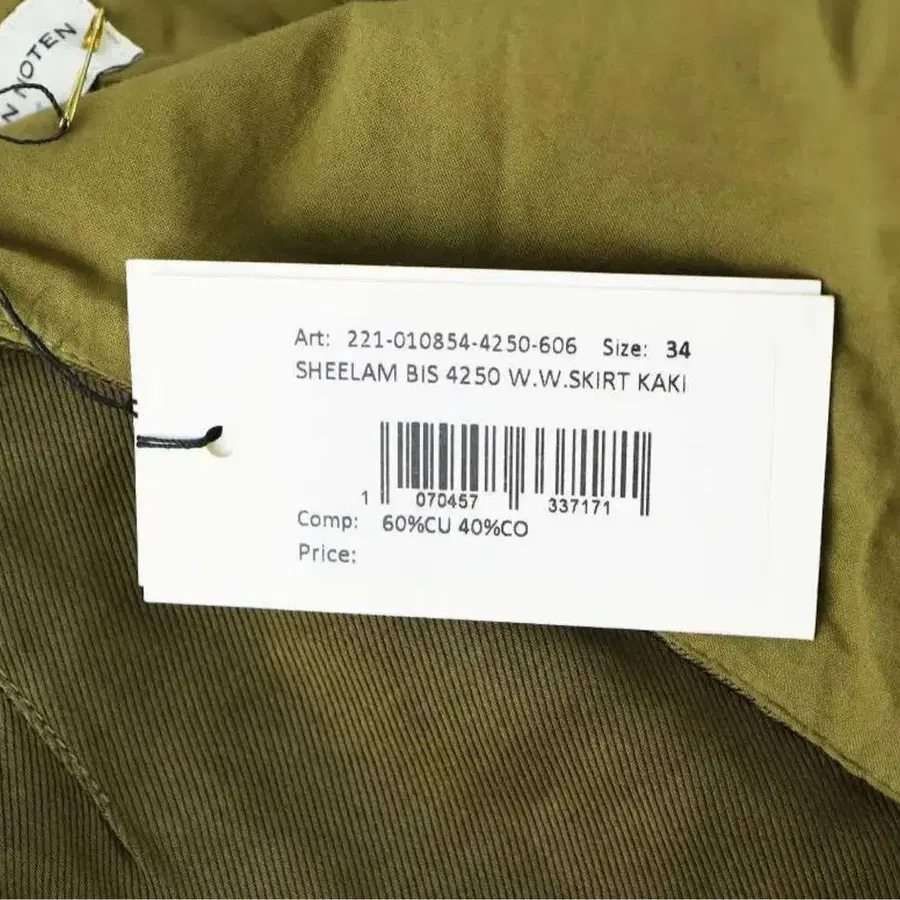 N NOTEN
Art: 221-010854-4250-606 Size: 34
SHEELAM BIS 4250 W.W.SKIRT KAKI
1 070457 337171
Comp: 60%CU 40%CO
Price: